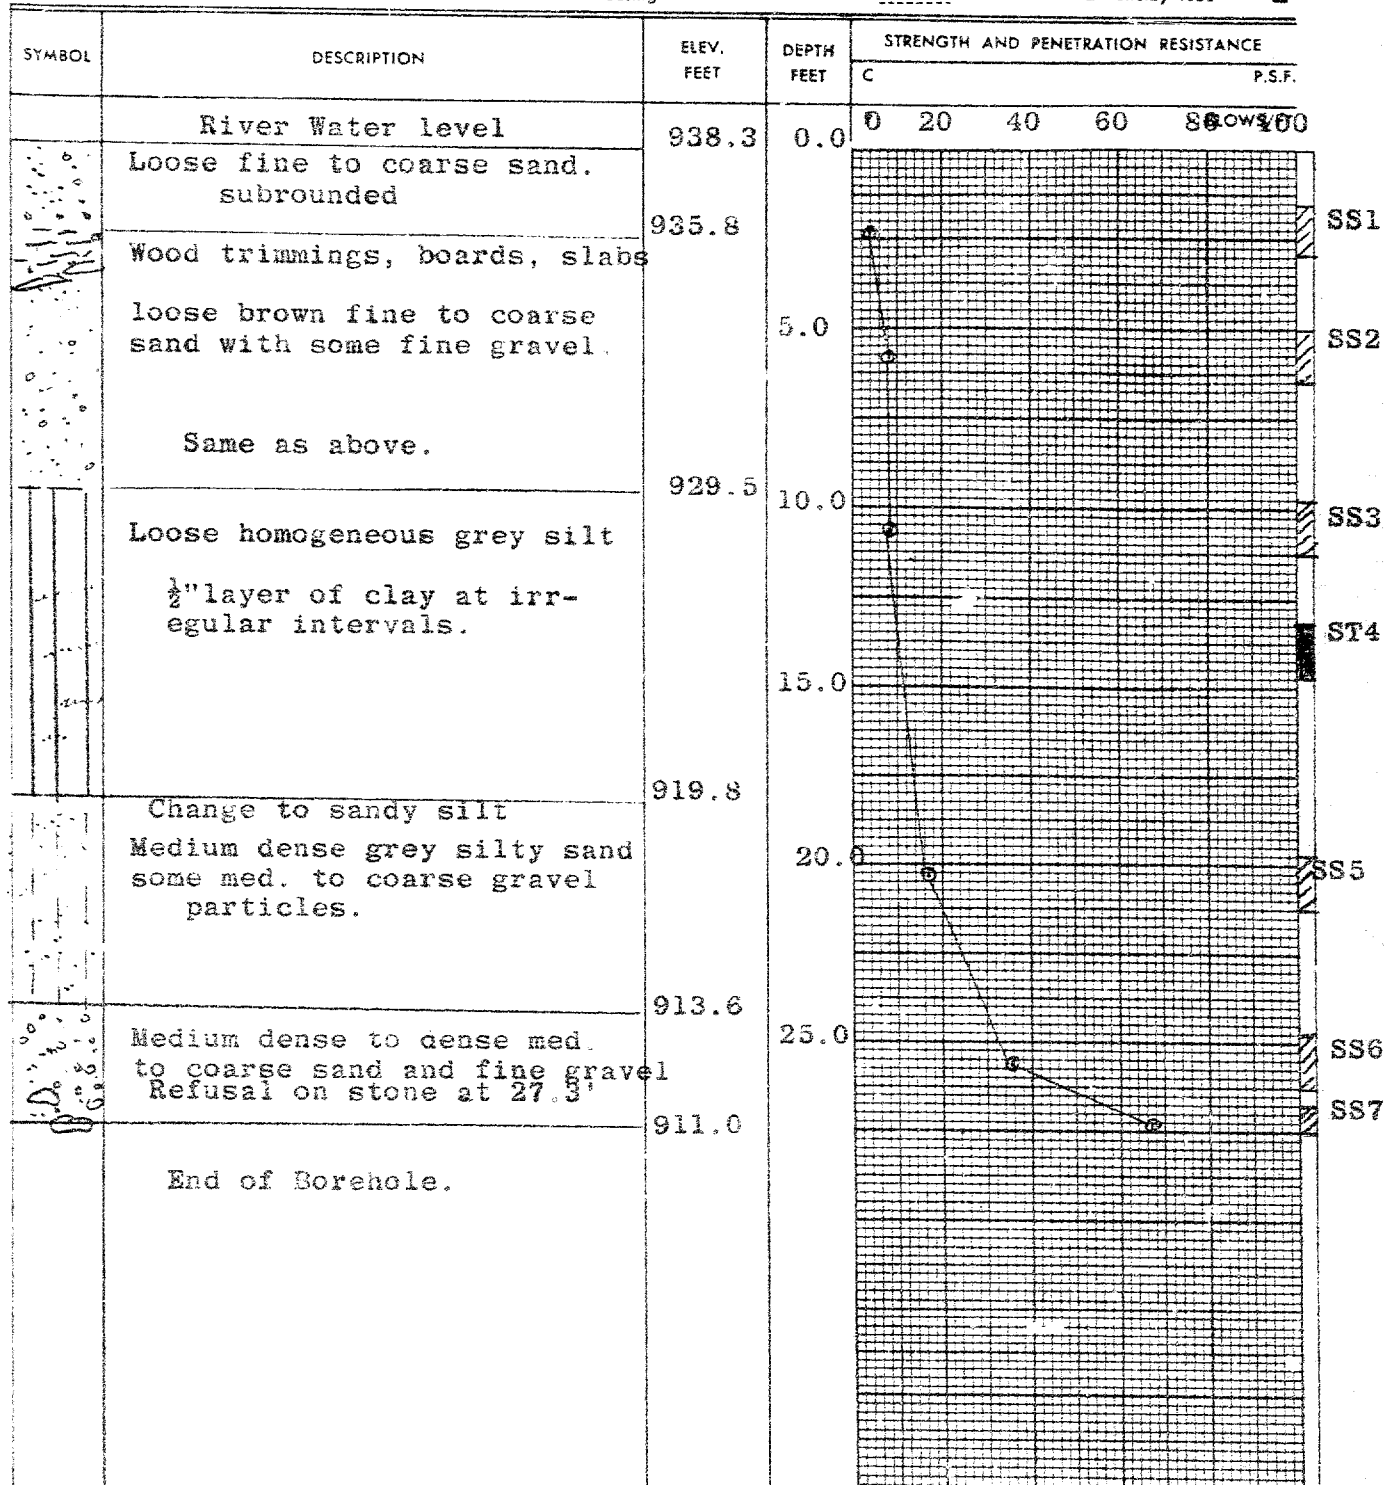 SYMBOL DESCRIPTION ELEV. FEET DEPTH FEET STRENGTH AND PENETRATION RESISTANCE
C P.S.F.
0 20 40 60 80 100
River Water level 938.3 0.0
Loose fine to coarse sand.
subrounded
935.8 SS1
Wood trimmings, boards, slabs
loose brown fine to coarse 5.0
sand with some fine gravel. SS2
Same as above.
929.5 10.0
Loose homogeneous grey silt SS3
½"layer of clay at irr-
egular intervals. ST4
15.0
919.8
Change to sandy silt
Medium dense grey silty sand 20.0
some med. to coarse gravel SS5
particles.
913.6
Medium dense to dense med. 25.0
to coarse sand and fine gravel SS6
Refusal on stone at 27.3'
911.0 SS7
End of Borehole.